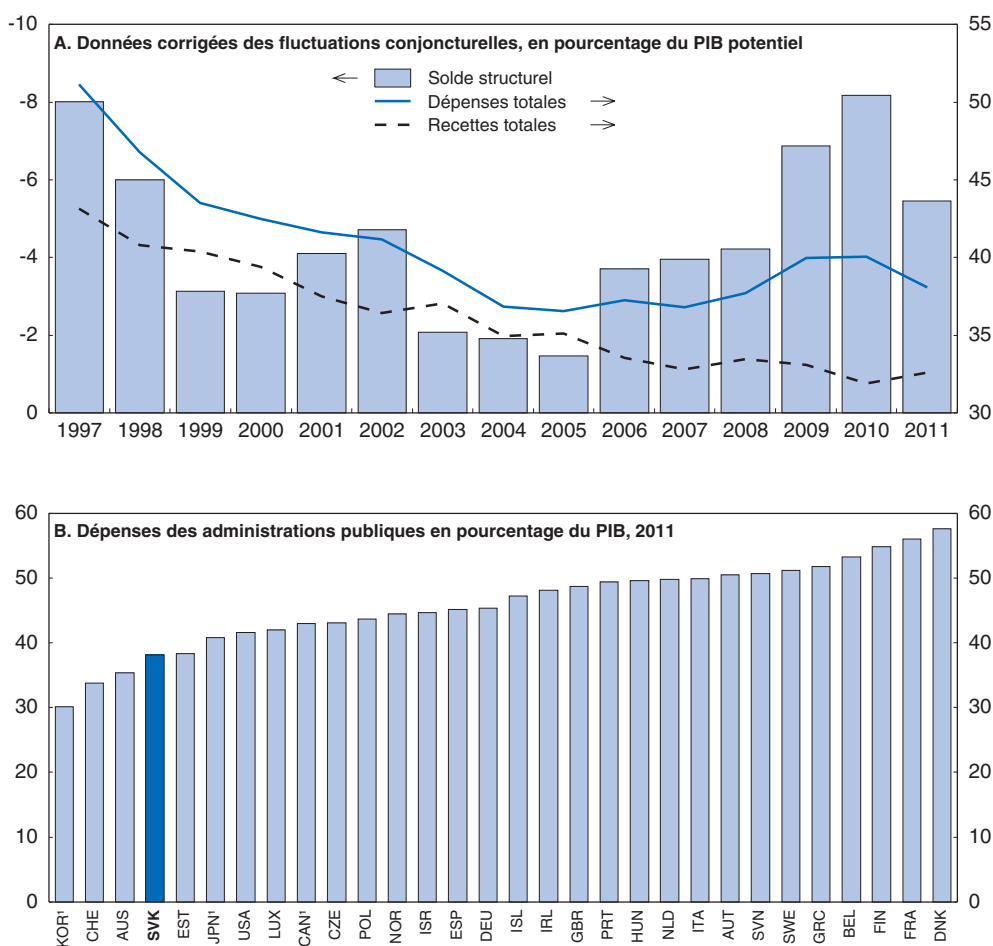 A. Données corrigées des fluctuations conjoncturelles, en pourcentage du PIB potentiel
← Solde structurel
Dépenses totales →
Recettes totales →
-10 55
-8 50
-6 45
-4 40
-2 35
0 30
1997 1998 1999 2000 2001 2002 2003 2004 2005 2006 2007 2008 2009 2010 2011
B. Dépenses des administrations publiques en pourcentage du PIB, 2011
60 60
50 50
40 40
30 30
20 20
10 10
0 0
KOR¹ CHE AUS SVK EST JPN¹ USA LUX CAN¹ CZE POL NOR ISR ESP DEU ISL IRL GBR PRT HUN NLD ITA AUT SVN SWE GRC BEL FIN FRA DNK